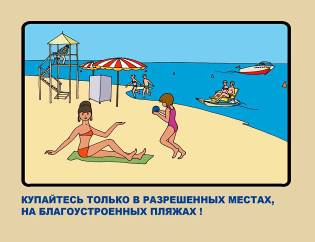 КУПАЙТЕСЬ ТОЛЬКО В РАЗРЕШЕННЫХ МЕСТАХ,
НА БЛАГОУСТРОЕННЫХ ПЛЯЖАХ !